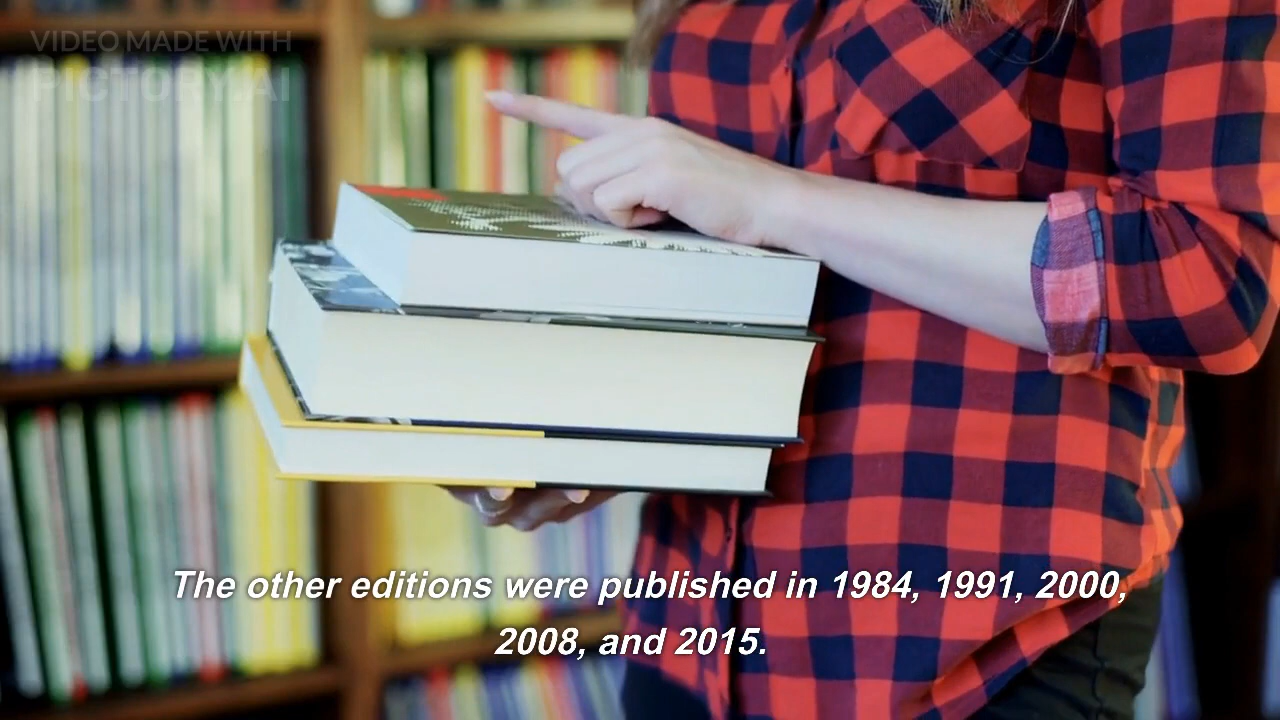 VIDEO MADE WITH
PICTORY.AI
The other editions were published in 1984, 1991, 2000,
2008, and 2015.